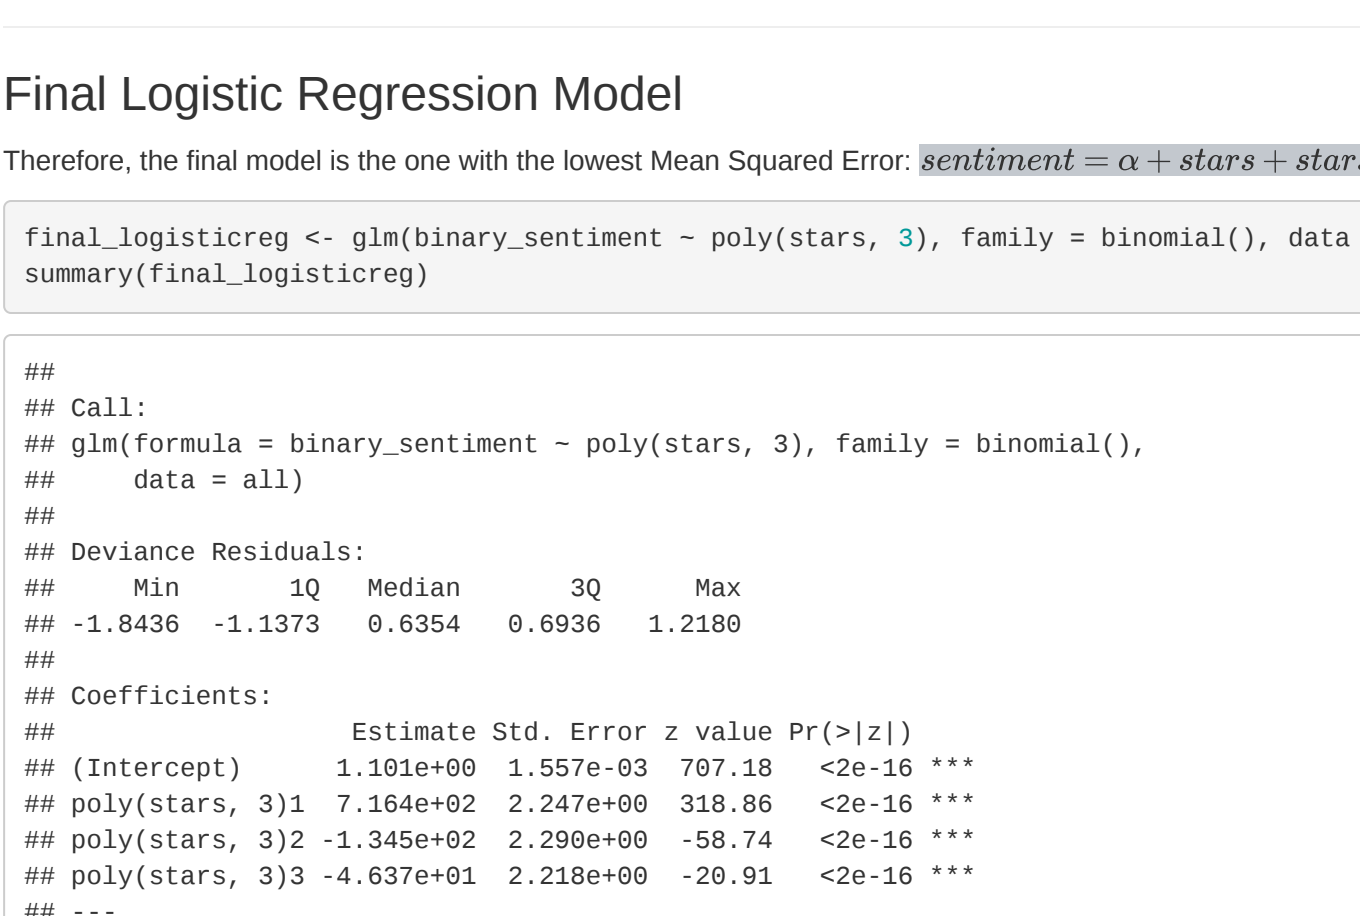 Final Logistic Regression Model
Therefore, the final model is the one with the lowest Mean Squared Error: sentiment = α + stars + star
final_logisticreg <- glm(binary_sentiment ~ poly(stars, 3), family = binomial(), data
summary(final_logisticreg)
##
## Call:
## glm(formula = binary_sentiment ~ poly(stars, 3), family = binomial(),
##     data = all)
##
## Deviance Residuals:
##     Min       1Q   Median       3Q      Max
## -1.8436  -1.1373   0.6354   0.6936   1.2180
##
## Coefficients:
##                   Estimate Std. Error z value Pr(>|z|)
## (Intercept)      1.101e+00  1.557e-03  707.18   <2e-16 ***
## poly(stars, 3)1  7.164e+02  2.247e+00  318.86   <2e-16 ***
## poly(stars, 3)2 -1.345e+02  2.290e+00  -58.74   <2e-16 ***
## poly(stars, 3)3 -4.637e+01  2.218e+00  -20.91   <2e-16 ***
## ---